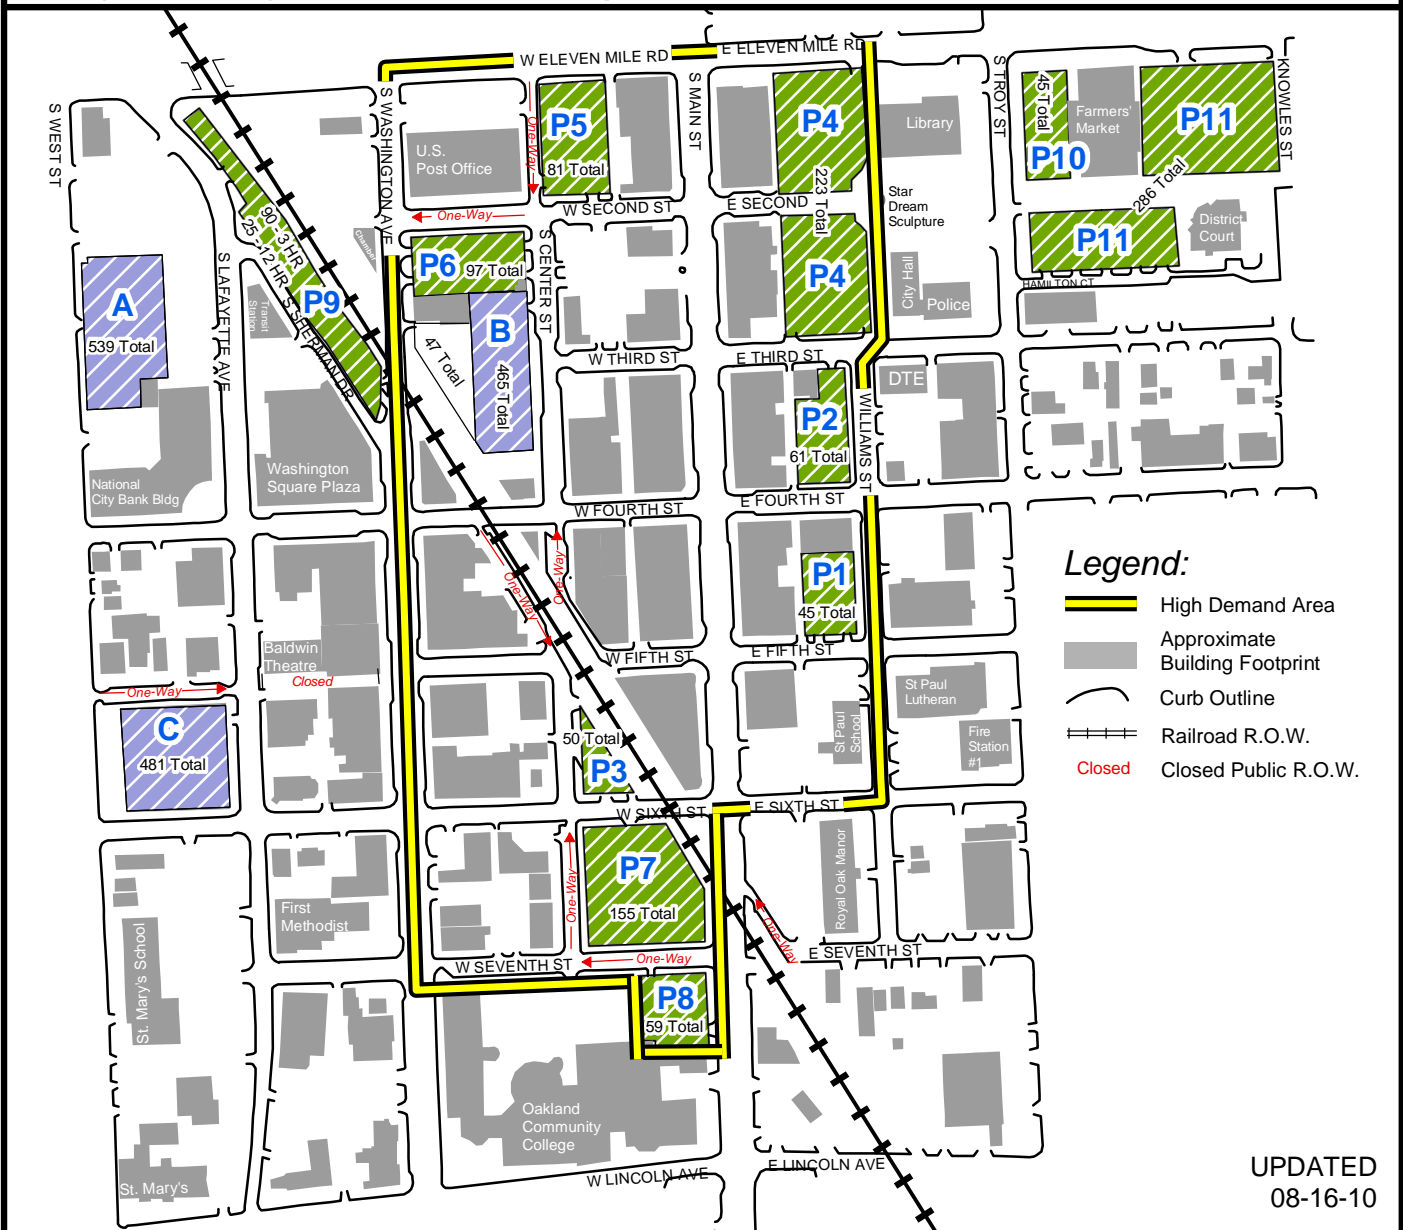 W ELEVEN MILE RD
E ELEVEN MILE RD
S WEST ST
S WASHINGTON AVE
S MAIN ST
S TROY ST
KNOWLES ST
U.S.
Post Office
One-Way
P5
81 Total
P4
Library
45 Total
P10
Farmers'
Market
P11
286 Total
One-Way
W SECOND ST
E SECOND
223 Total
Star
Dream
Sculpture
District
Court
P11
HAMILTON CT
Chamber
90 - 3 HR
25 - 12 HR
S SHERMAN DR
P9
P6
97 Total
S CENTER ST
P4
City Hall
Police
A
539 Total
S LAFAYETTE AVE
Transit
Station
47 Total
B
465 Total
W THIRD ST
E THIRD ST
DTE
P2
61 Total
WILLIAMS ST
National
City Bank Bldg
Washington
Square Plaza
W FOURTH ST
E FOURTH ST
One-Way
One-Way
P1
45 Total
Legend:
High Demand Area
Approximate
Building Footprint
Curb Outline
Railroad R.O.W.
Closed
Closed Public R.O.W.
Baldwin
Theatre
Closed
One-Way
W FIFTH ST
E FIFTH ST
C
481 Total
50 Total
P3
St Paul
School
St Paul
Lutheran
Fire
Station
#1
W SIXTH ST
E SIXTH ST
P7
155 Total
One-Way
Royal Oak Manor
First
Methodist
One-Way
W SEVENTH ST
One-Way
E SEVENTH ST
St. Mary's School
P8
59 Total
Oakland
Community
College
St. Mary's
W LINCOLN AVE
E LINCOLN AVE
UPDATED
08-16-10